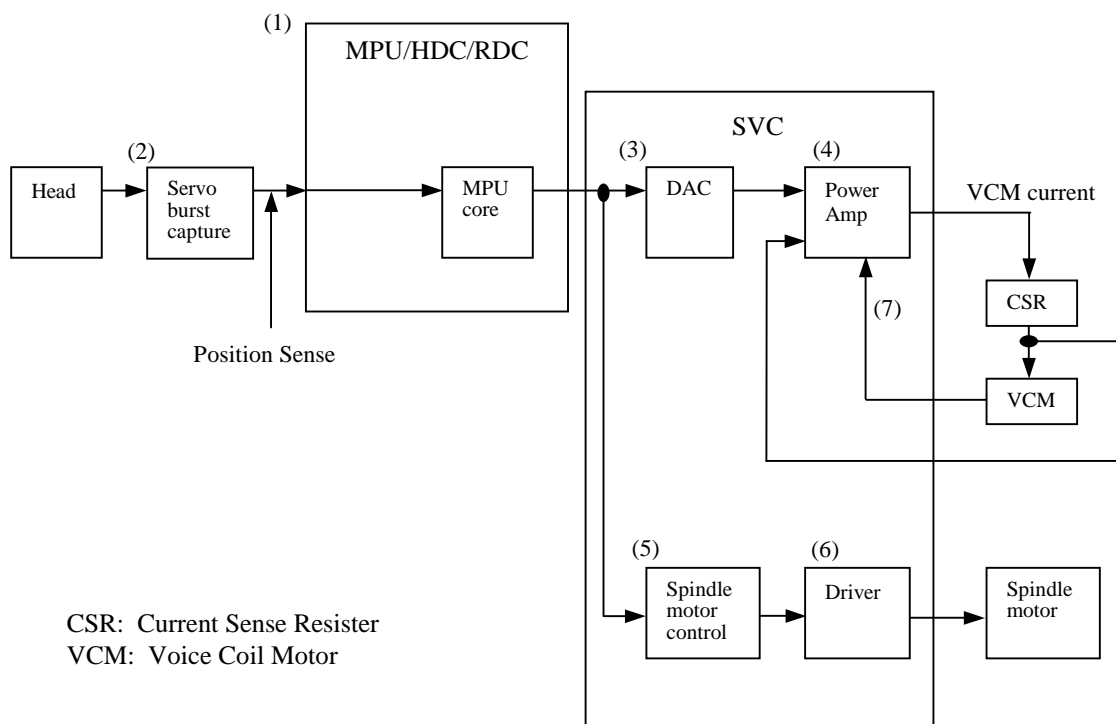 (1)
MPU/HDC/RDC
SVC
(2)
(3)
(4)
Head
Servo
burst
capture
MPU
core
DAC
Power
Amp
VCM current
CSR
(7)
Position Sense
VCM
(5)
(6)
Spindle
motor
control
Driver
Spindle
motor
CSR: Current Sense Resister
VCM: Voice Coil Motor